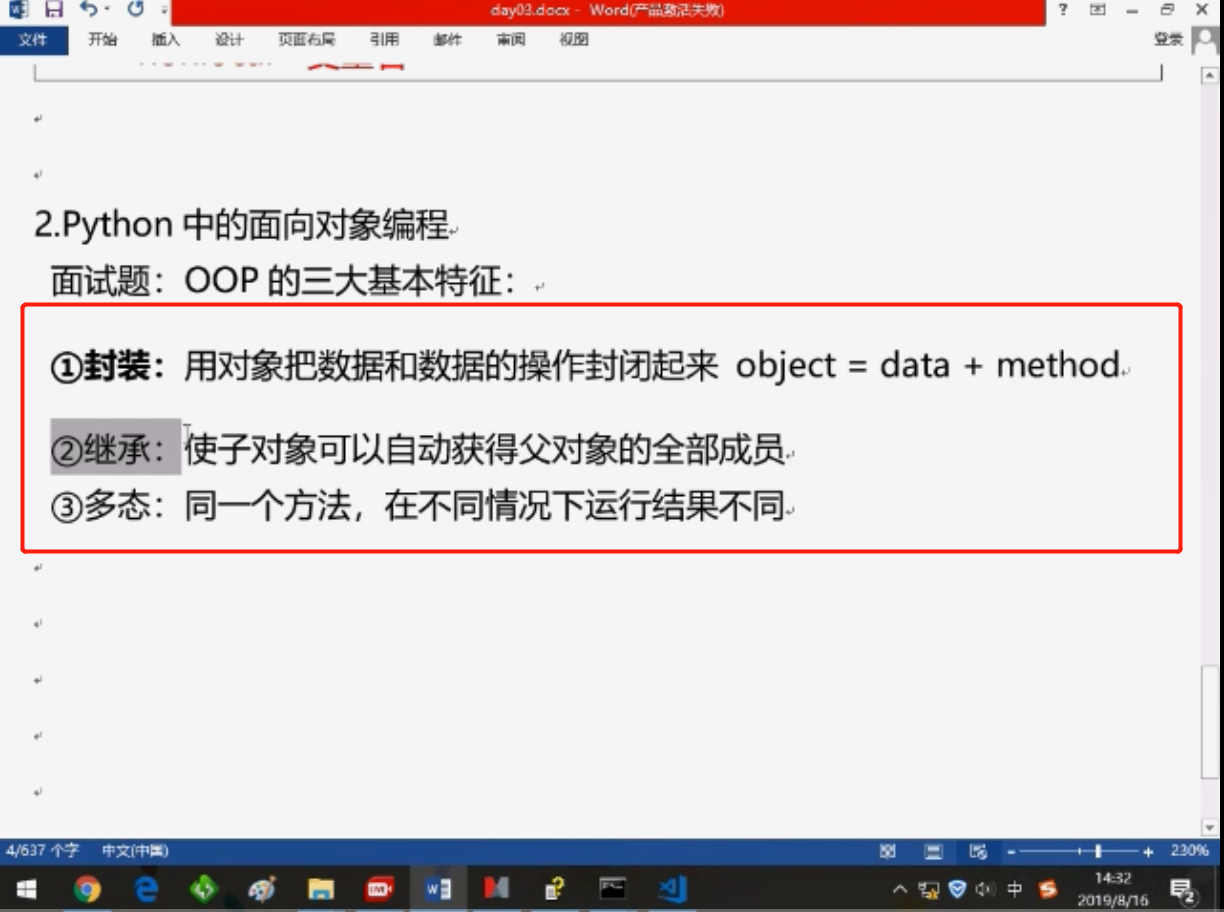 day03.docx - Word(产品激活失败)
文件 开始 插入 设计 页面布局 引用 邮件 审阅 视图 登录
2.Python 中的面向对象编程
面试题：OOP 的三大基本特征：
①封装：用对象把数据和数据的操作封闭起来 object = data + method
②继承：使子对象可以自动获得父对象的全部成员
③多态：同一个方法，在不同情况下运行结果不同
4/637 个字 中文(中国) 230%
中 14:32
2019/8/16